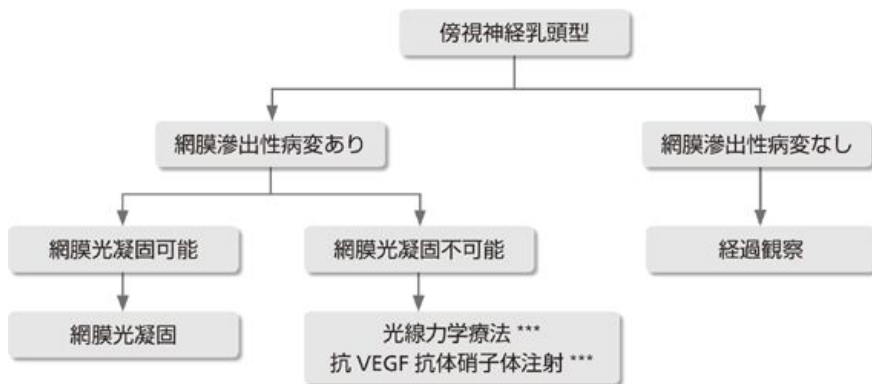 傍視神経乳頭型
網膜滲出性病変あり
網膜滲出性病変なし
網膜光凝固可能
網膜光凝固不可能
経過観察
網膜光凝固
光線力学療法 ***
抗 VEGF 抗体硝子体注射 ***